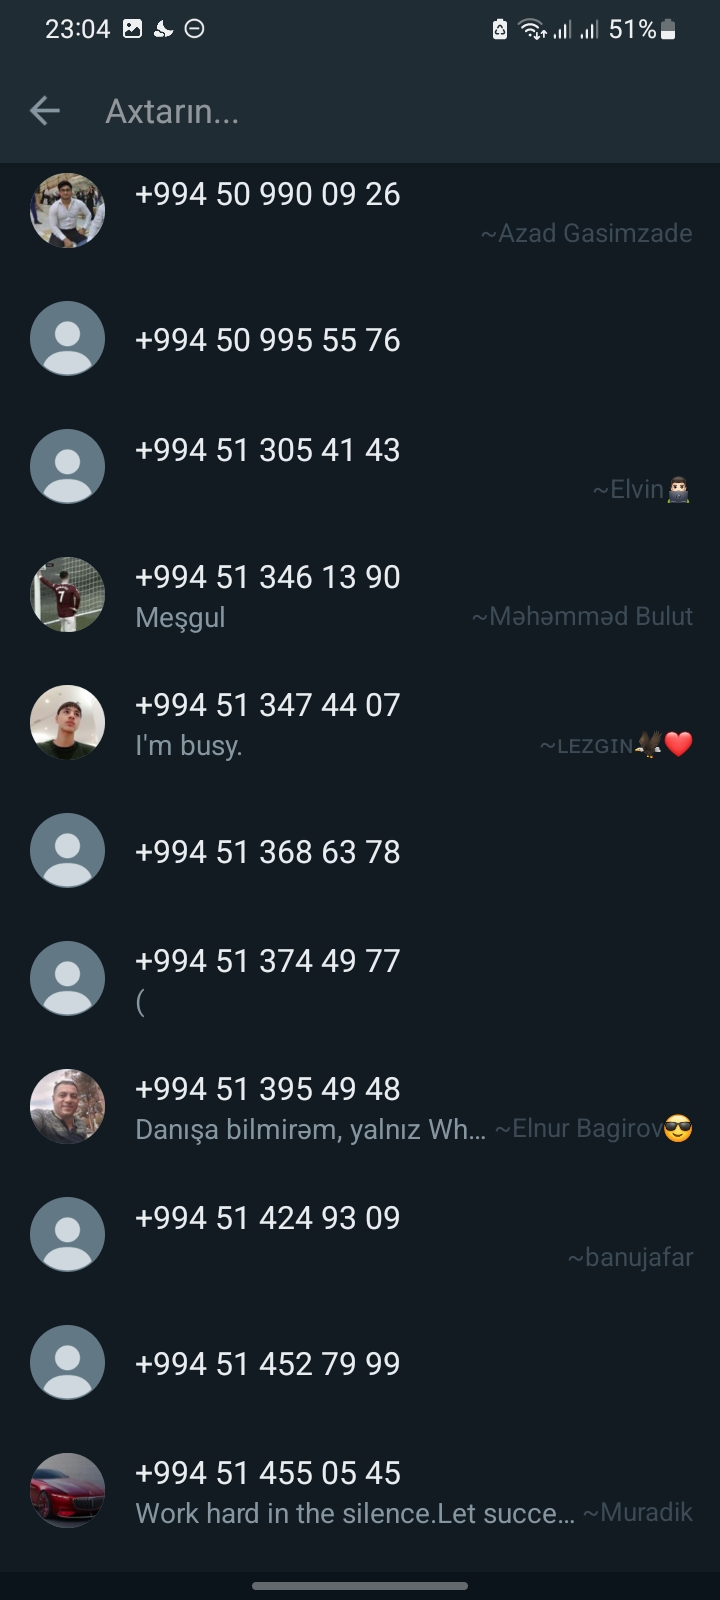 23:04 51%
Axtarın...
+994 50 990 09 26
~Azad Gasimzade
+994 50 995 55 76
+994 51 305 41 43
~Elvin👨🏻‍💻
+994 51 346 13 90
Meşgul ~Məhəmməd Bulut
+994 51 347 44 07
I'm busy. ~ʟᴇᴢɢɪɴ🦅❤️
+994 51 368 63 78
+994 51 374 49 77
(
+994 51 395 49 48
Danışa bilmirəm, yalnız Wh... ~Elnur Bagirov😎
+994 51 424 93 09
~banujafar
+994 51 452 79 99
+994 51 455 05 45
Work hard in the silence.Let succe... ~Muradik